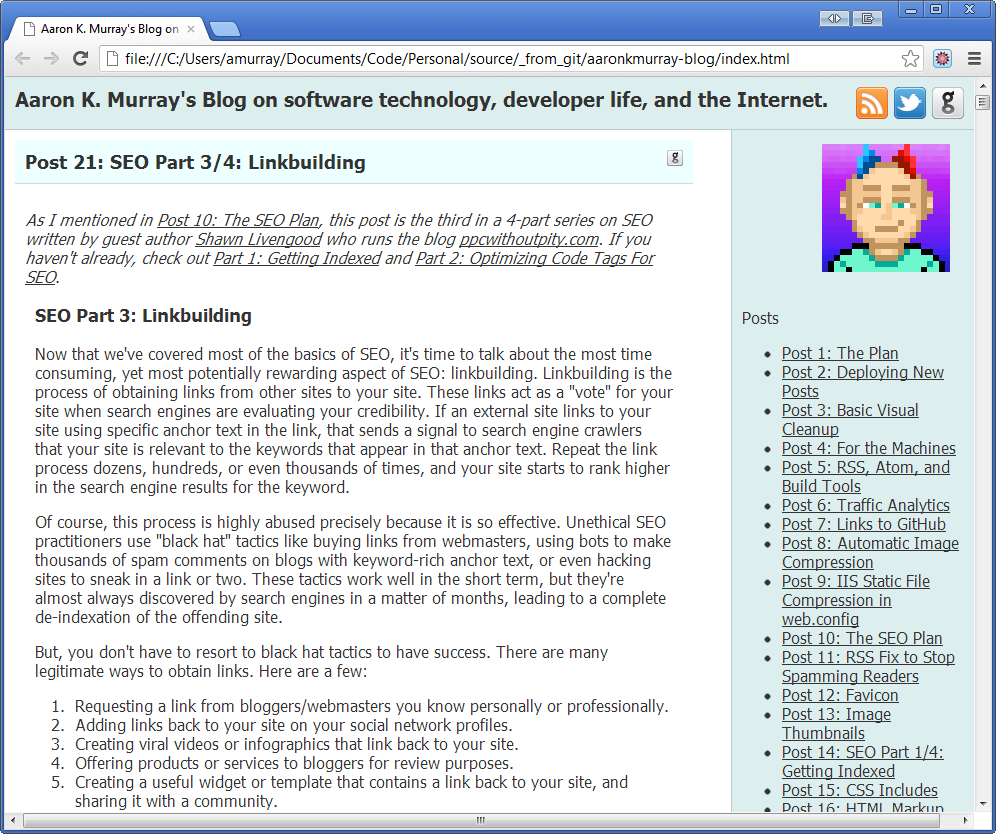 Aaron K. Murray's Blog on
file:///C:/Users/amurray/Documents/Code/Personal/source/_from_git/aaronkmurray-blog/index.html
Aaron K. Murray's Blog on software technology, developer life, and the Internet.
g
Post 21: SEO Part 3/4: Linkbuilding
g
As I mentioned in Post 10: The SEO Plan, this post is the third in a 4-part series on SEO
written by guest author Shawn Livengood who runs the blog ppcwithoutpity.com. If you
haven't already, check out Part 1: Getting Indexed and Part 2: Optimizing Code Tags For
SEO.
SEO Part 3: Linkbuilding
Now that we've covered most of the basics of SEO, it's time to talk about the most time
consuming, yet most potentially rewarding aspect of SEO: linkbuilding. Linkbuilding is the
process of obtaining links from other sites to your site. These links act as a "vote" for your
site when search engines are evaluating your credibility. If an external site links to your
site using specific anchor text in the link, that sends a signal to search engine crawlers
that your site is relevant to the keywords that appear in that anchor text. Repeat the link
process dozens, hundreds, or even thousands of times, and your site starts to rank higher
in the search engine results for the keyword.
Of course, this process is highly abused precisely because it is so effective. Unethical SEO
practitioners use "black hat" tactics like buying links from webmasters, using bots to make
thousands of spam comments on blogs with keyword-rich anchor text, or even hacking
sites to sneak in a link or two. These tactics work well in the short term, but they're
almost always discovered by search engines in a matter of months, leading to a complete
de-indexation of the offending site.
But, you don't have to resort to black hat tactics to have success. There are many
legitimate ways to obtain links. Here are a few:
1. Requesting a link from bloggers/webmasters you know personally or professionally.
2. Adding links back to your site on your social network profiles.
3. Creating viral videos or infographics that link back to your site.
4. Offering products or services to bloggers for review purposes.
5. Creating a useful widget or template that contains a link back to your site, and
sharing it with a community.
Posts
Post 1: The Plan
Post 2: Deploying New
Posts
Post 3: Basic Visual
Cleanup
Post 4: For the Machines
Post 5: RSS, Atom, and
Build Tools
Post 6: Traffic Analytics
Post 7: Links to GitHub
Post 8: Automatic Image
Compression
Post 9: IIS Static File
Compression in
web.config
Post 10: The SEO Plan
Post 11: RSS Fix to Stop
Spamming Readers
Post 12: Favicon
Post 13: Image
Thumbnails
Post 14: SEO Part 1/4:
Getting Indexed
Post 15: CSS Includes
Post 16: HTML Markup